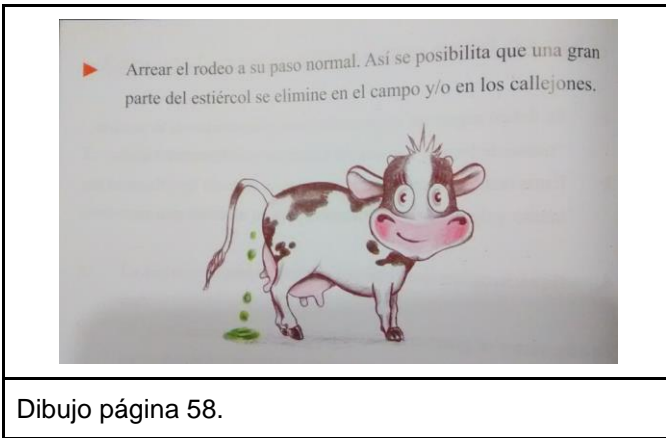 Arrear el rodeo a su paso normal. Así se posibilita que una gran
parte del estiércol se elimine en el campo y/o en los callejones.
Dibujo página 58.